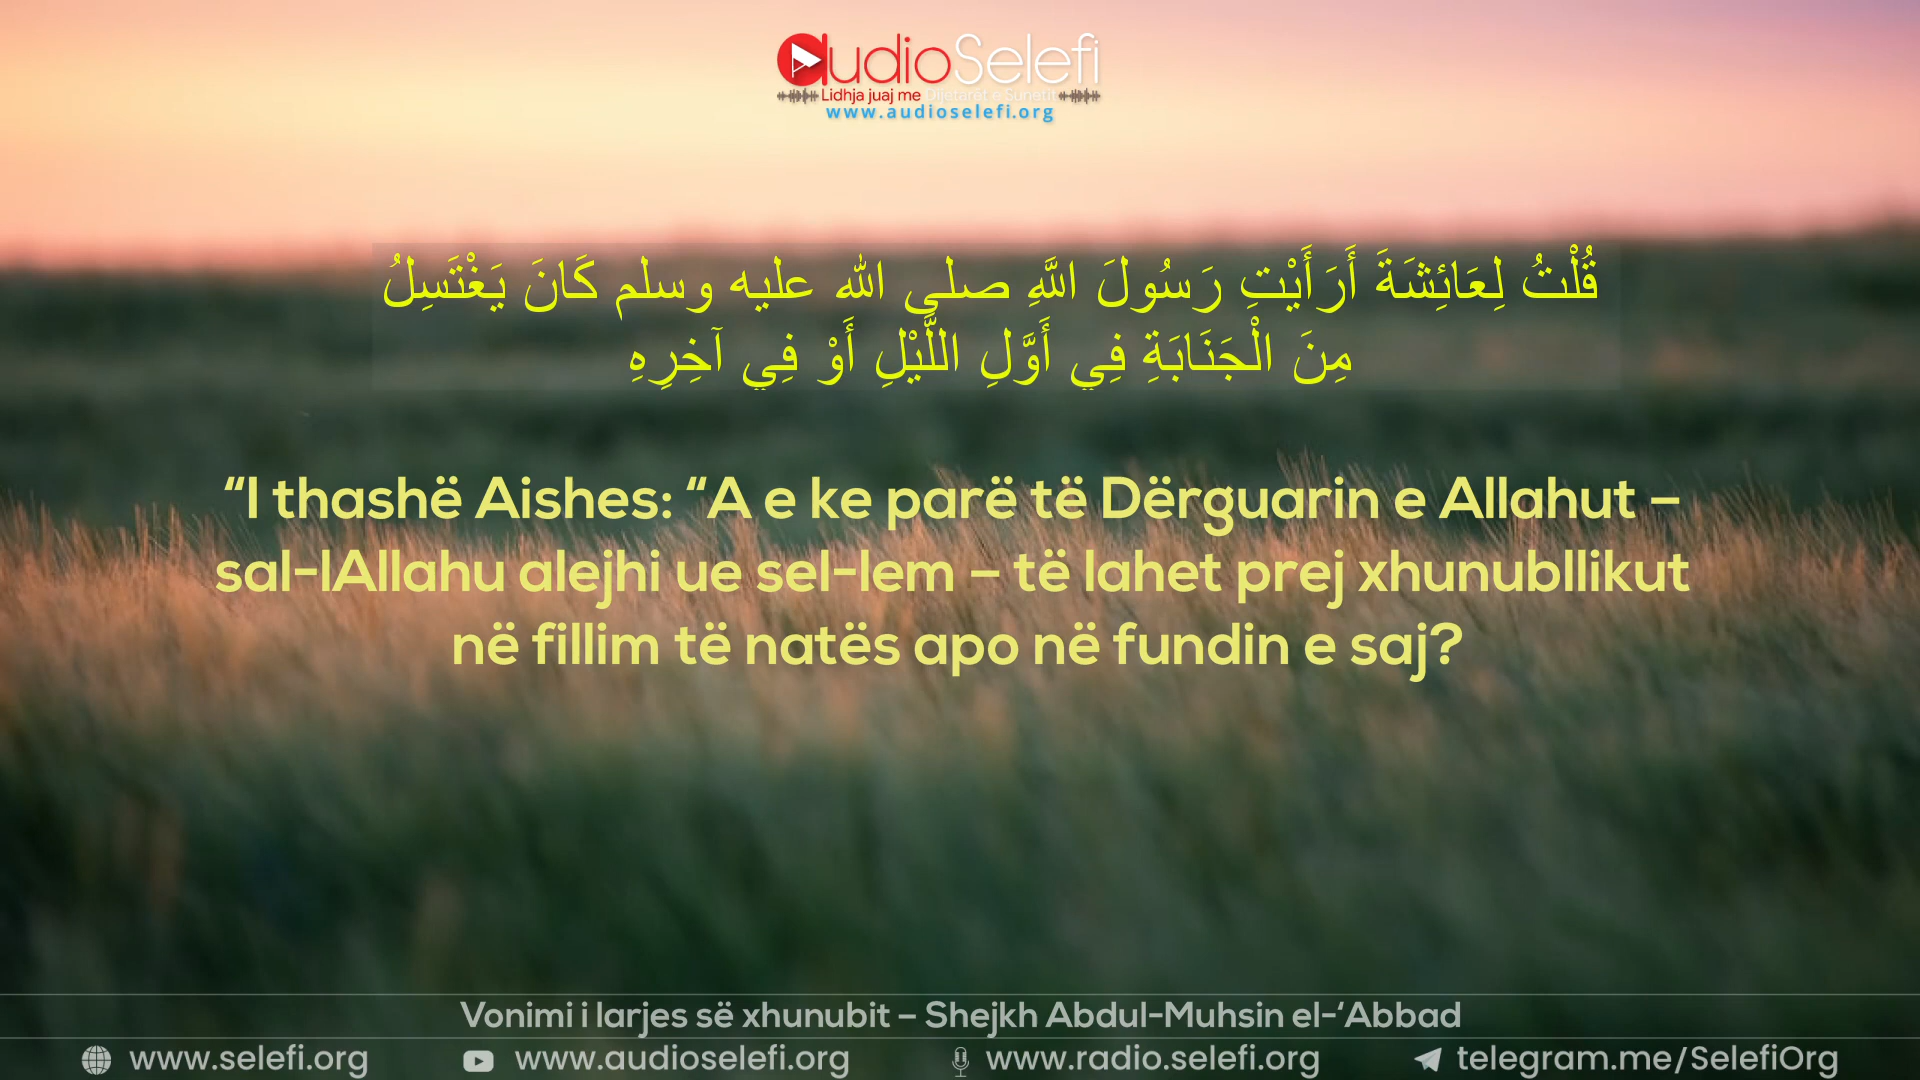 audioSelefi
Lidhja juaj me Dijetarët e Sunetit
www.audioselefi.org
قُلْتُ لِعَائِشَةَ أَرَأَيْتِ رَسُولَ اللَّهِ صلى الله عليه وسلم كَانَ يَغْتَسِلُ
مِنَ الْجَنَابَةِ فِي أَوَّلِ اللَّيْلِ أَوْ فِي آخِرِهِ
“I thashë Aishes: “A e ke parë të Dërguarin e Allahut –
sal-lAllahu alejhi ue sel-lem – të lahet prej xhunubllikut
në fillim të natës apo në fundin e saj?
Vonimi i larjes së xhunubit – Shejkh Abdul-Muhsin el-‘Abbad
www.selefi.org www.audioselefi.org www.radio.selefi.org telegram.me/SelefiOrg